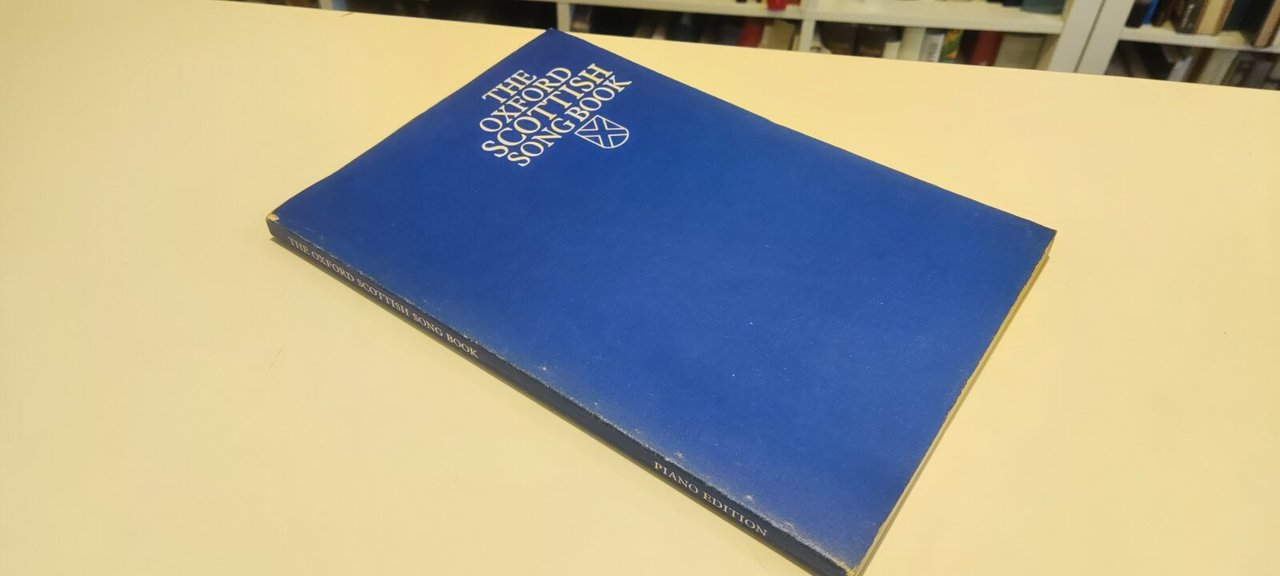 THE
OXFORD
SCOTTISH
SONG BOOK
THE OXFORD SCOTTISH SONG BOOK
PIANO EDITION